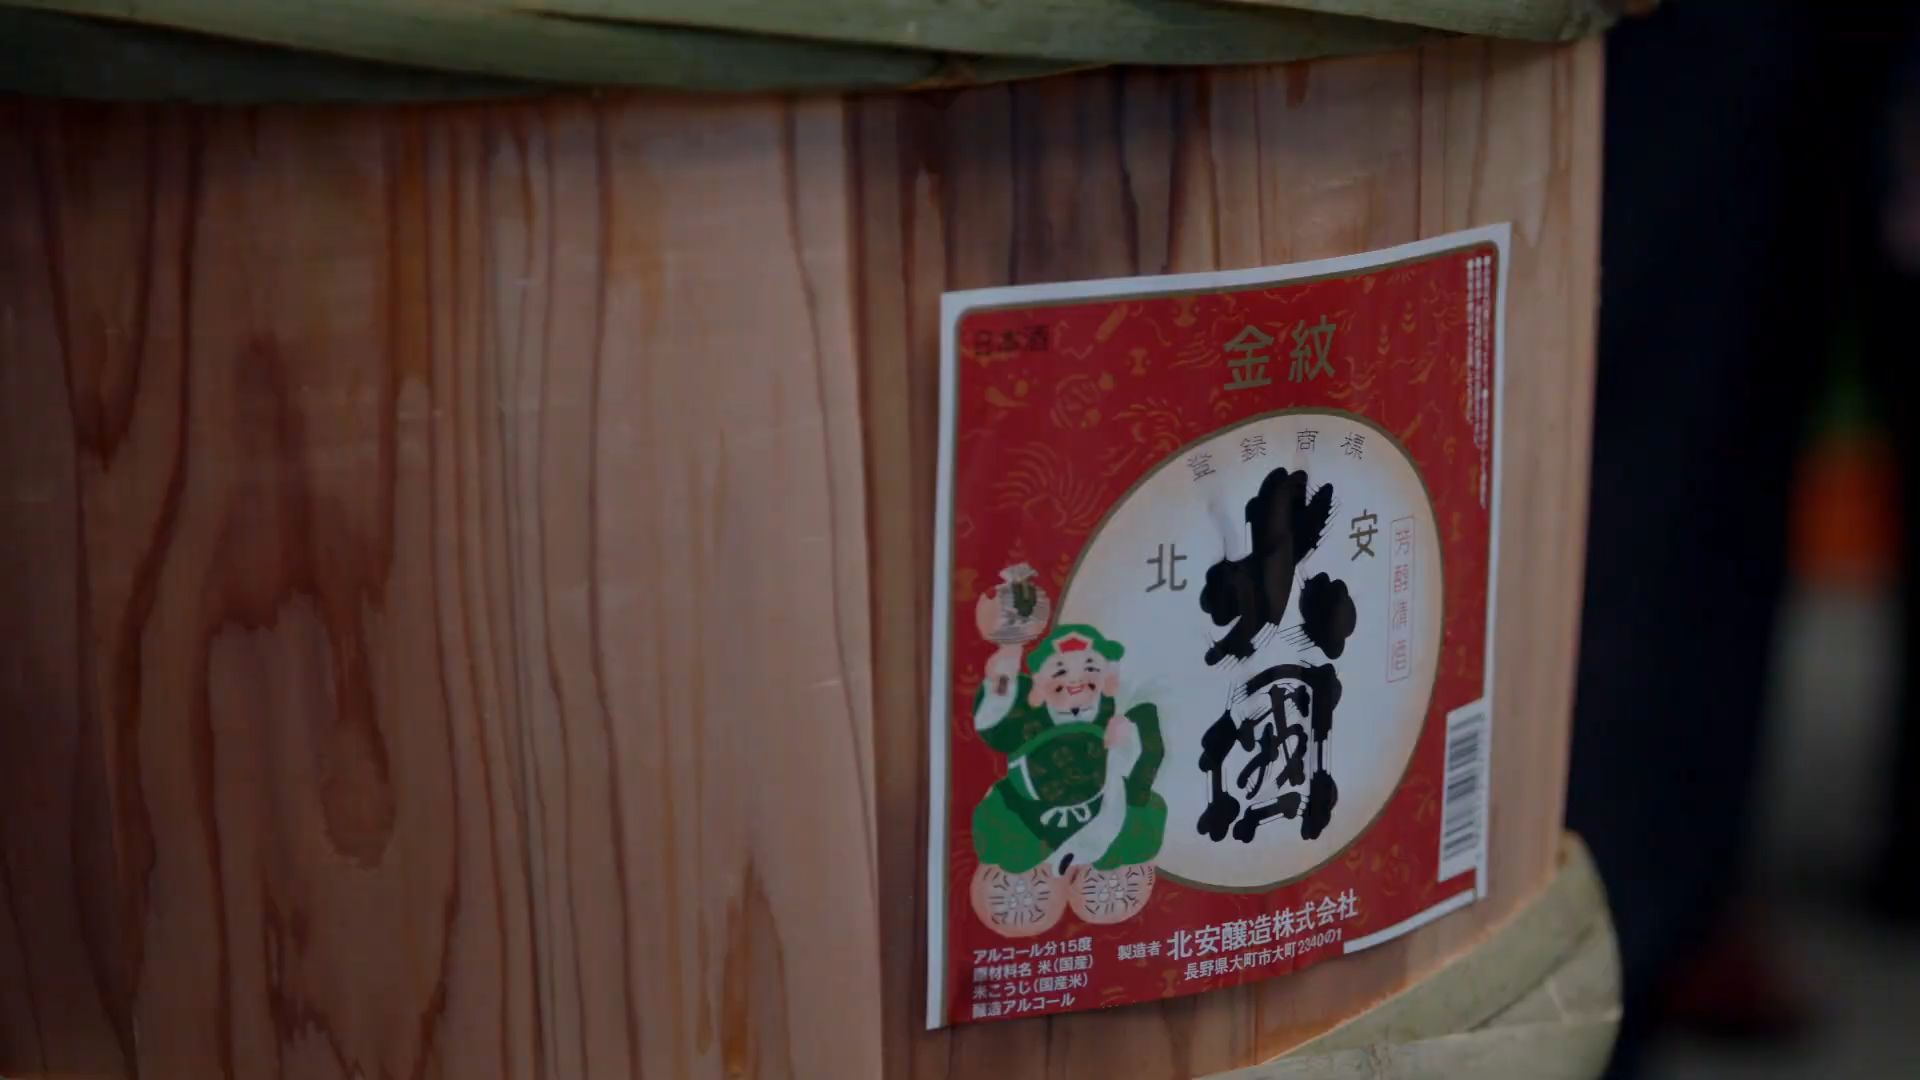 日本酒
金紋
登録商標
北安
大國
芳醇清酒
アルコール分15度
原材料名 米(国産)
米こうじ(国産米)
醸造アルコール
製造者 北安醸造株式会社
長野県大町市大町2340の1